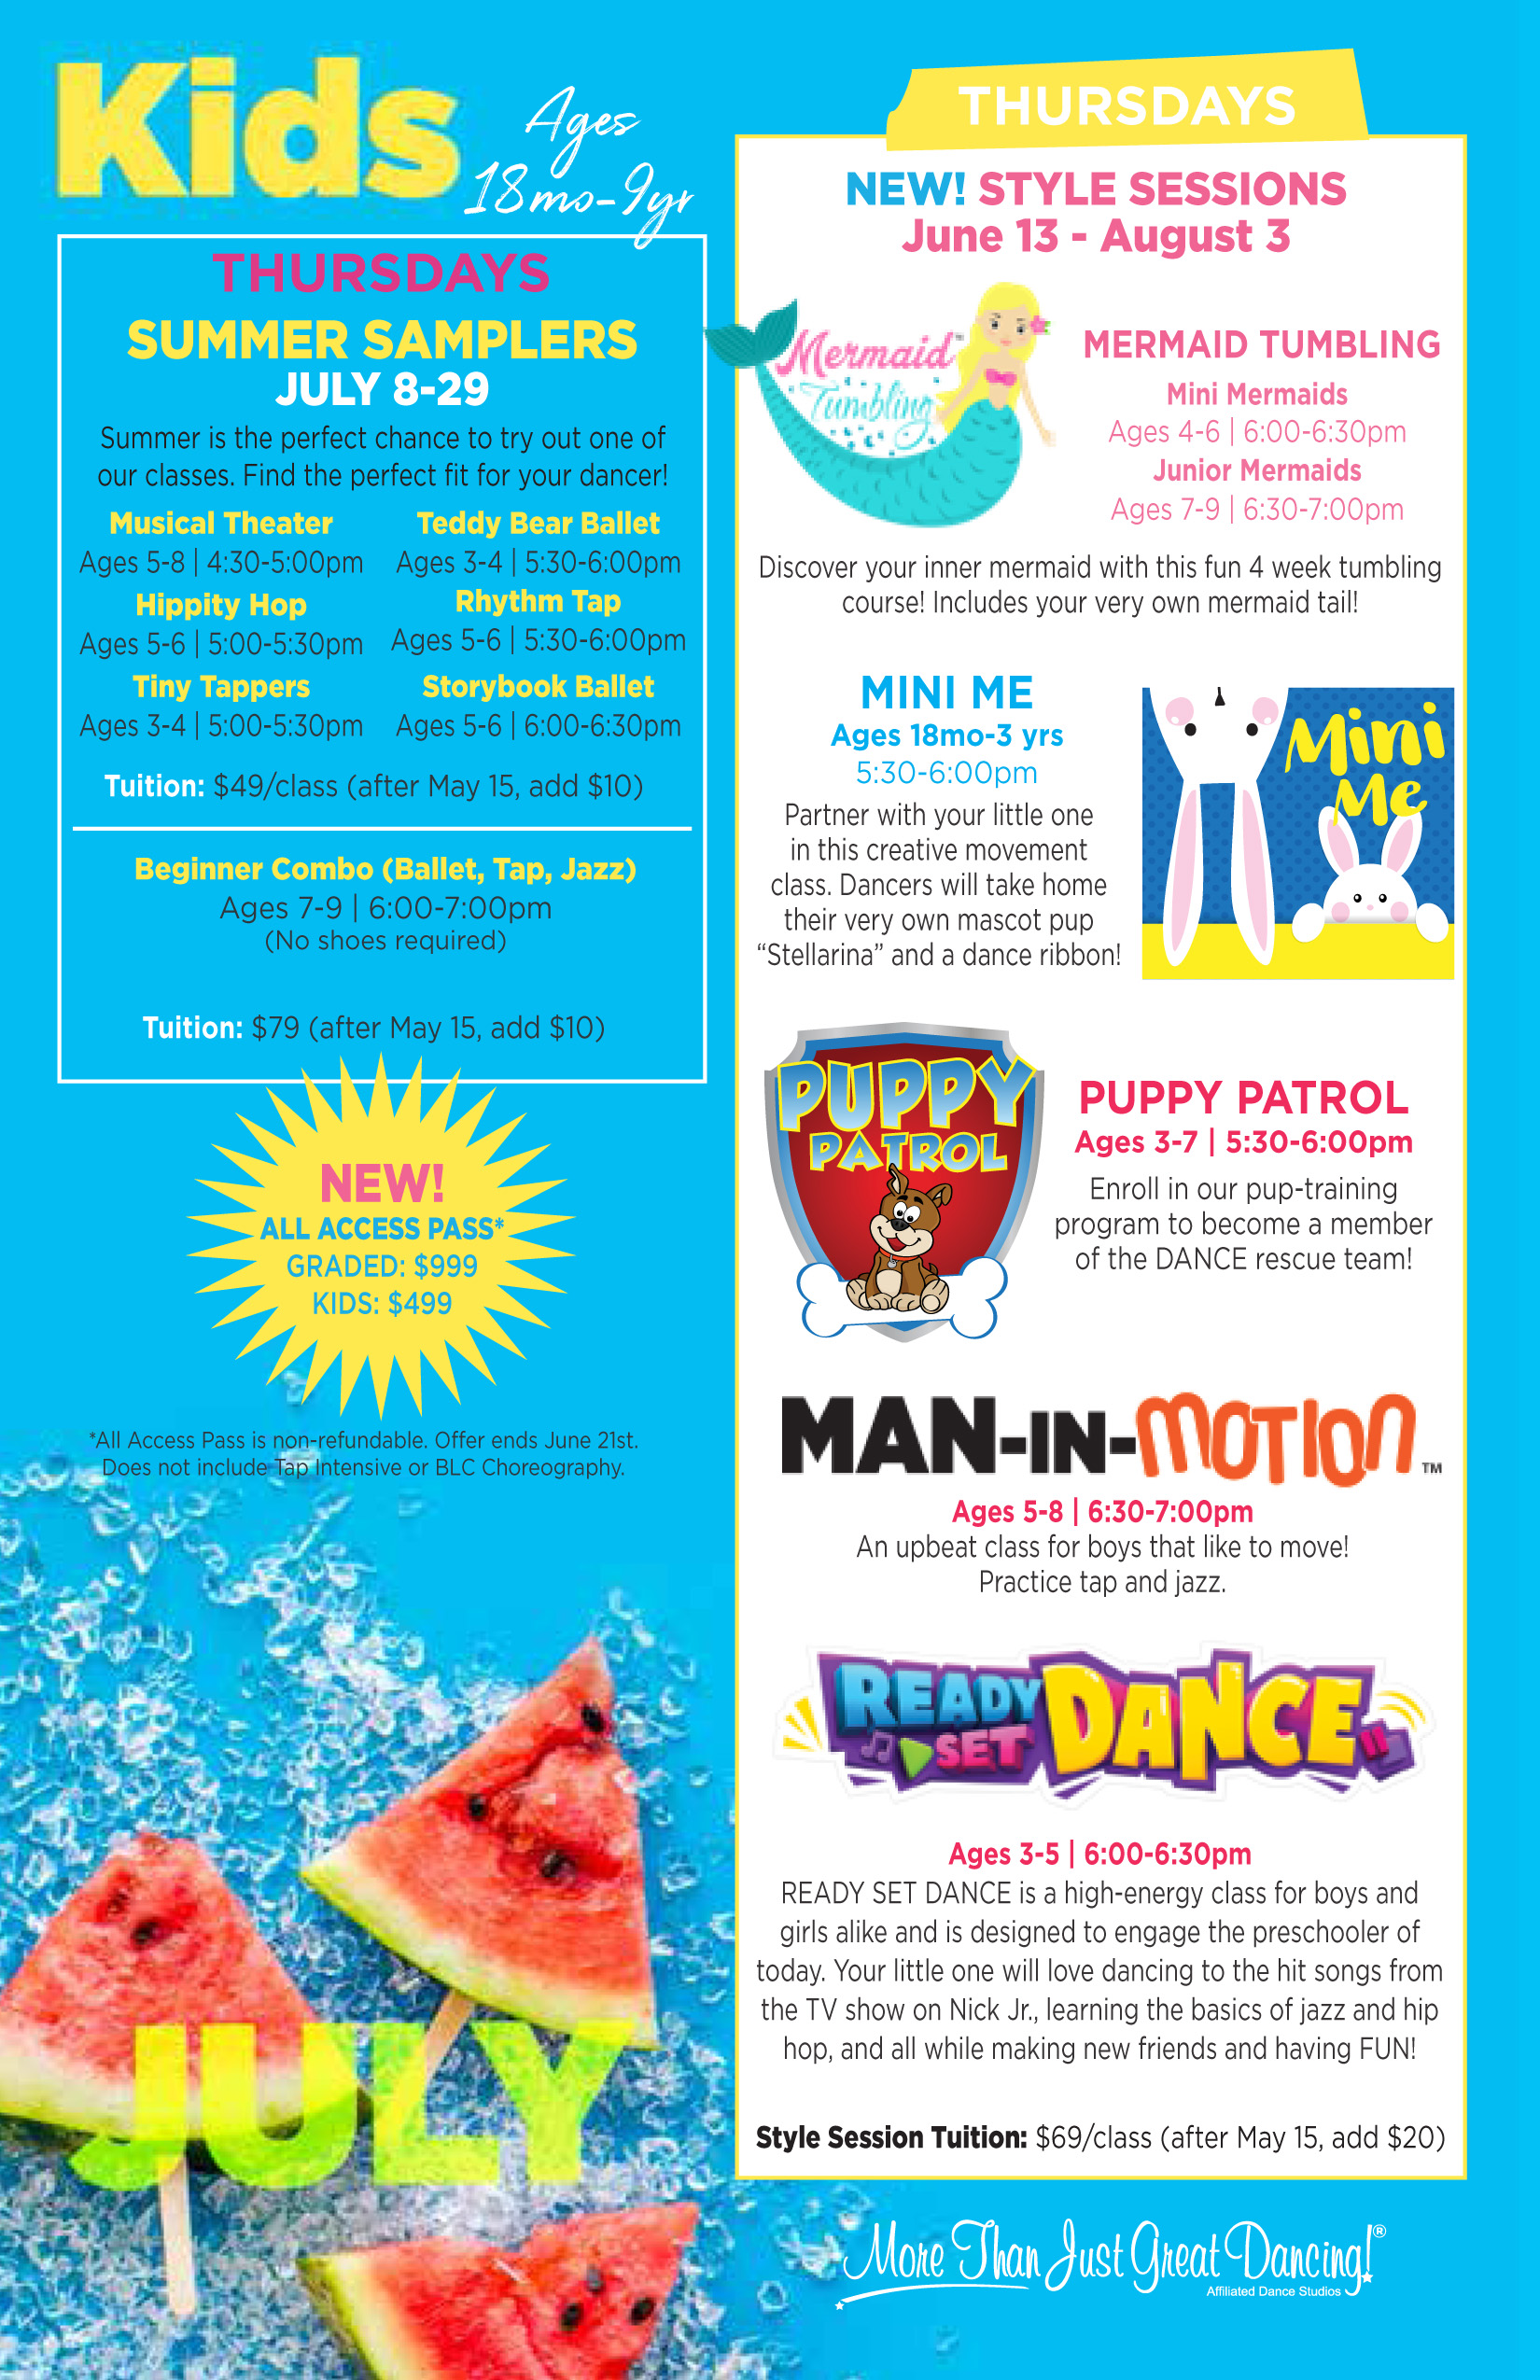 Kids
Ages
18mo-9yr
THURSDAYS
SUMMER SAMPLERS
JULY 8-29
Summer is the perfect chance to try out one of
our classes. Find the perfect fit for your dancer!
Musical Theater
Ages 5-8 | 4:30-5:00pm
Hippity Hop
Ages 5-6 | 5:00-5:30pm
Tiny Tappers
Ages 3-4 | 5:00-5:30pm
Teddy Bear Ballet
Ages 3-4 | 5:30-6:00pm
Rhythm Tap
Ages 5-6 | 5:30-6:00pm
Storybook Ballet
Ages 5-6 | 6:00-6:30pm
Tuition: $49/class (after May 15, add $10)
Beginner Combo (Ballet, Tap, Jazz)
Ages 7-9 | 6:00-7:00pm
(No shoes required)
Tuition: $79 (after May 15, add $10)
NEW!
ALL ACCESS PASS*
GRADED: $999
KIDS: $499
*All Access Pass is non-refundable. Offer ends June 21st.
Does not include Tap Intensive or BLC Choreography.
JULY
THURSDAYS
NEW! STYLE SESSIONS
June 13 - August 3
Mermaid™
Tumbling
MERMAID TUMBLING
Mini Mermaids
Ages 4-6 | 6:00-6:30pm
Junior Mermaids
Ages 7-9 | 6:30-7:00pm
Discover your inner mermaid with this fun 4 week tumbling
course! Includes your very own mermaid tail!
MINI ME
Ages 18mo-3 yrs
5:30-6:00pm
Partner with your little one
in this creative movement
class. Dancers will take home
their very own mascot pup
“Stellarina” and a dance ribbon!
Mini
Me
PUPPY
PATROL
PUPPY PATROL
Ages 3-7 | 5:30-6:00pm
Enroll in our pup-training
program to become a member
of the DANCE rescue team!
MAN-IN-MOTION™
Ages 5-8 | 6:30-7:00pm
An upbeat class for boys that like to move!
Practice tap and jazz.
READY
SET
DANCE
Ages 3-5 | 6:00-6:30pm
READY SET DANCE is a high-energy class for boys and
girls alike and is designed to engage the preschooler of
today. Your little one will love dancing to the hit songs from
the TV show on Nick Jr., learning the basics of jazz and hip
hop, and all while making new friends and having FUN!
Style Session Tuition: $69/class (after May 15, add $20)
More Than Just Great Dancing!®
Affiliated Dance Studios